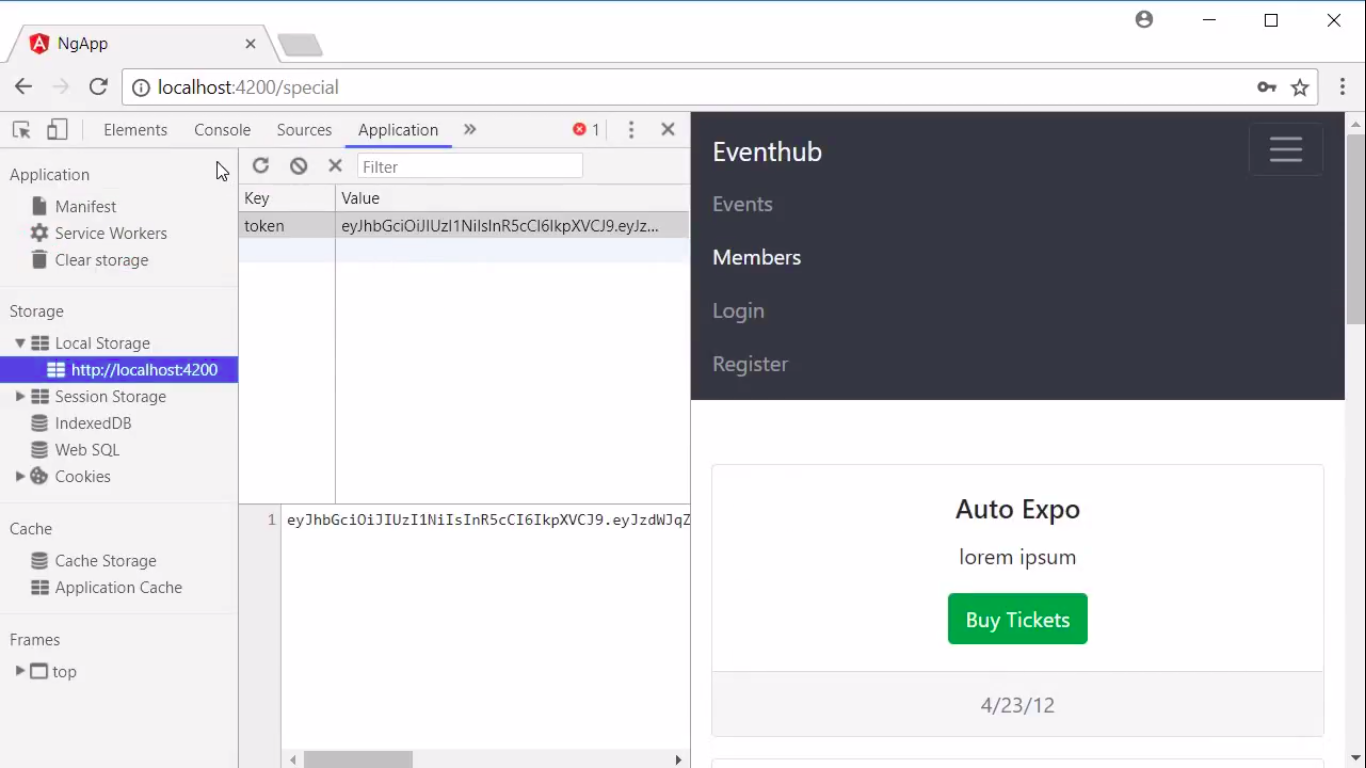 NgApp
localhost:4200/special
Elements
Console
Sources
Application
»
1
Application
Manifest
Service Workers
Clear storage
Storage
Local Storage
http://localhost:4200
Session Storage
IndexedDB
Web SQL
Cookies
Cache
Cache Storage
Application Cache
Frames
top
Filter
Key
Value
token
eyJhbGciOiJIUzI1NiIsInR5cCI6IkpXVCJ9.eyJz...
1
eyJhbGciOiJIUzI1NiIsInR5cCI6IkpXVCJ9.eyJzdWJqZ
Eventhub
Events
Members
Login
Register
Auto Expo
lorem ipsum
Buy Tickets
4/23/12